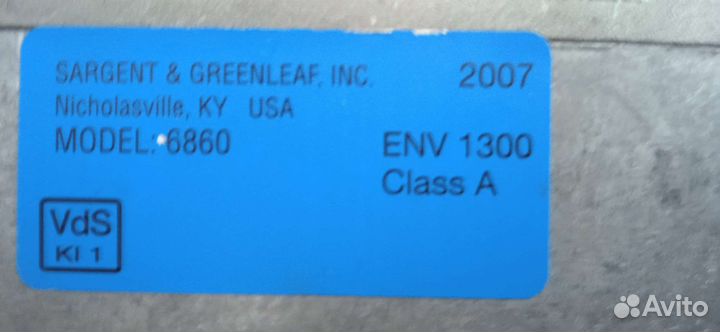 SARGENT & GREENLEAF, INC. 2007
Nicholasville, KY USA
MODEL: 6860 ENV 1300
Class A
VdS
Kl 1
Avito